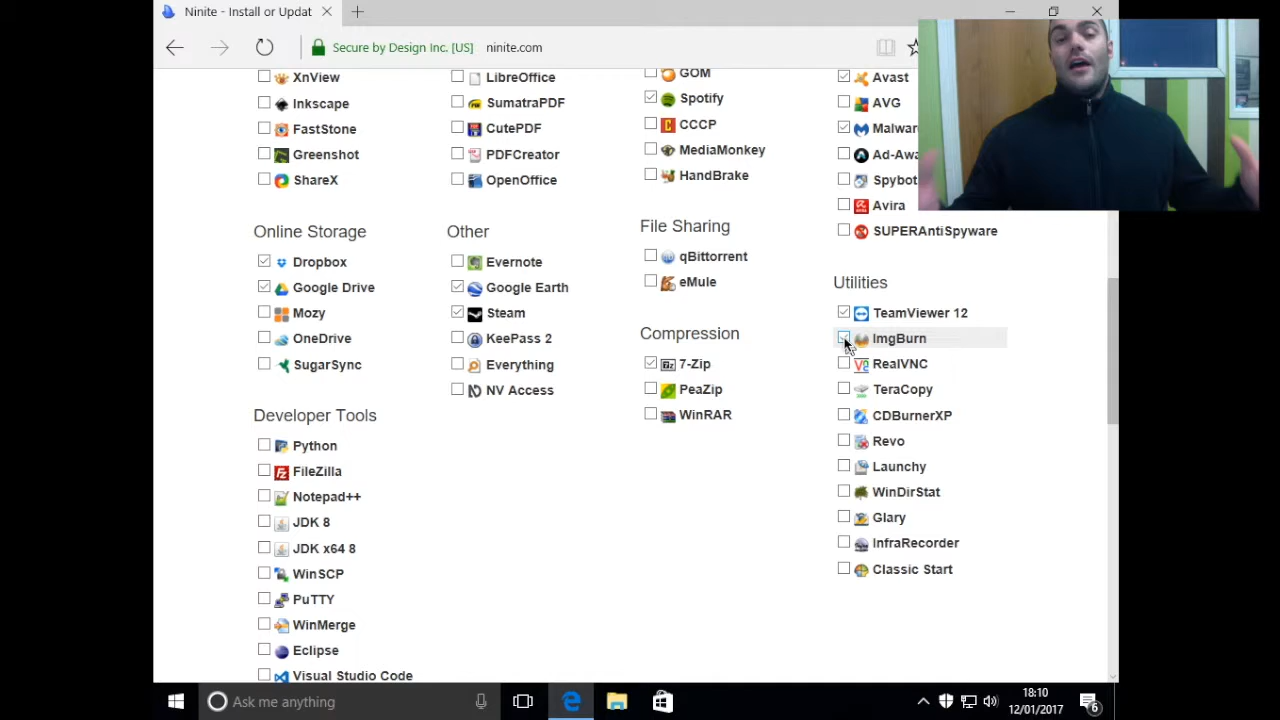 Ninite - Install or Updat
Secure by Design Inc. [US] ninite.com
XnView
Inkscape
FastStone
Greenshot
ShareX
LibreOffice
SumatraPDF
CutePDF
PDFCreator
OpenOffice
GOM
Spotify
CCCP
MediaMonkey
HandBrake
Avast
AVG
Malware
Ad-Awa
Spybot
Avira
SUPERAntiSpyware
Online Storage
Dropbox
Google Drive
Mozy
OneDrive
SugarSync
Other
Evernote
Google Earth
Steam
KeePass 2
Everything
NV Access
File Sharing
qBittorrent
eMule
Compression
7-Zip
PeaZip
WinRAR
Utilities
TeamViewer 12
ImgBurn
RealVNC
TeraCopy
CDBurnerXP
Revo
Launchy
WinDirStat
Glary
InfraRecorder
Classic Start
Developer Tools
Python
FileZilla
Notepad++
JDK 8
JDK x64 8
WinSCP
PuTTY
WinMerge
Eclipse
Visual Studio Code
Ask me anything
18:10
12/01/2017
6